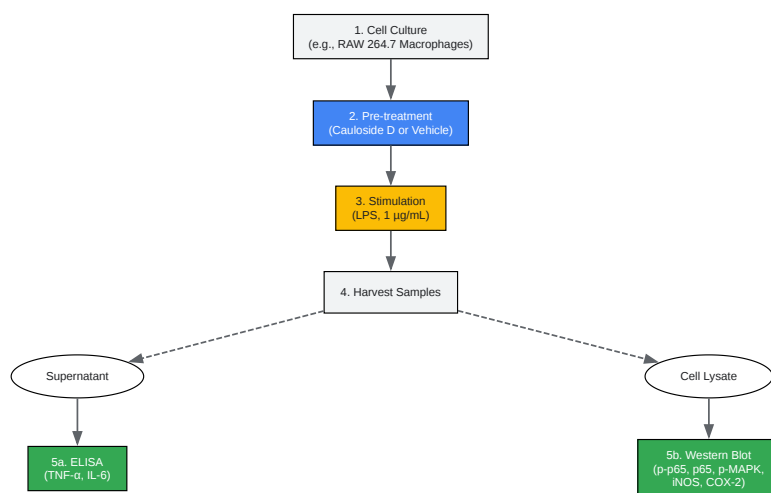 1. Cell Culture
(e.g., RAW 264.7 Macrophages)
2. Pre-treatment
(Cauloside D or Vehicle)
3. Stimulation
(LPS, 1 µg/mL)
4. Harvest Samples
Supernatant
Cell Lysate
5a. ELISA
(TNF-α, IL-6)
5b. Western Blot
(p-p65, p65, p-MAPK,
iNOS, COX-2)